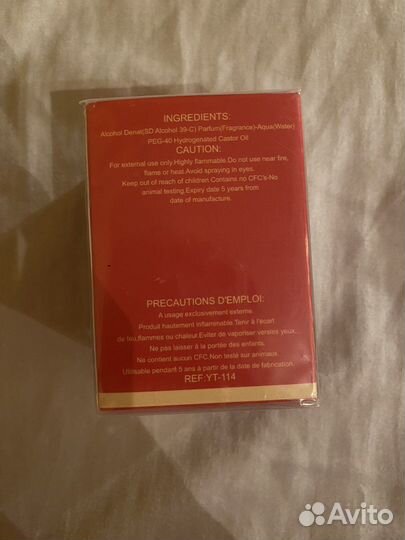 INGREDIENTS:
Alcohol Denat(SD Alcohol 39-C) Parfum(Fragrance)-Aqua(Water)
PEG-40 Hydrogenated Castor Oil
CAUTION:
For external use only.Highly flammable.Do not use near fire,
flame or heat.Avoid spraying in eyes.
Keep out of reach of children.Contains no CFC's-No
animal testing.Expiry date 5 years from
date of manufacture.
PRECAUTIONS D'EMPLOI:
A usage exclusivement externe.
Produit hautement inflammable.Tenir à l'écart
de feu,flammes ou chaleur.Eviter de vaporiser vertes yeux...
Ne pas laisser à la portée des enfants.
Ne contient aucun CFC.Non testé sur animaux
Utilisable pendant 5 ans à partir de la date de fabrication.
REF:YT-114
Avito